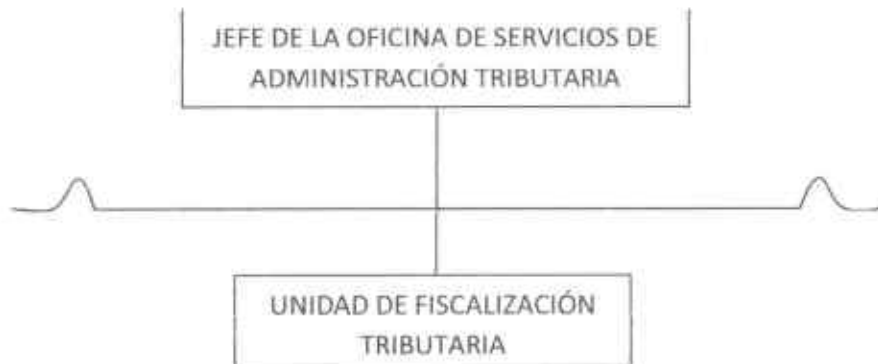 JEFE DE LA OFICINA DE SERVICIOS DE
ADMINISTRACIÓN TRIBUTARIA
UNIDAD DE FISCALIZACIÓN
TRIBUTARIA